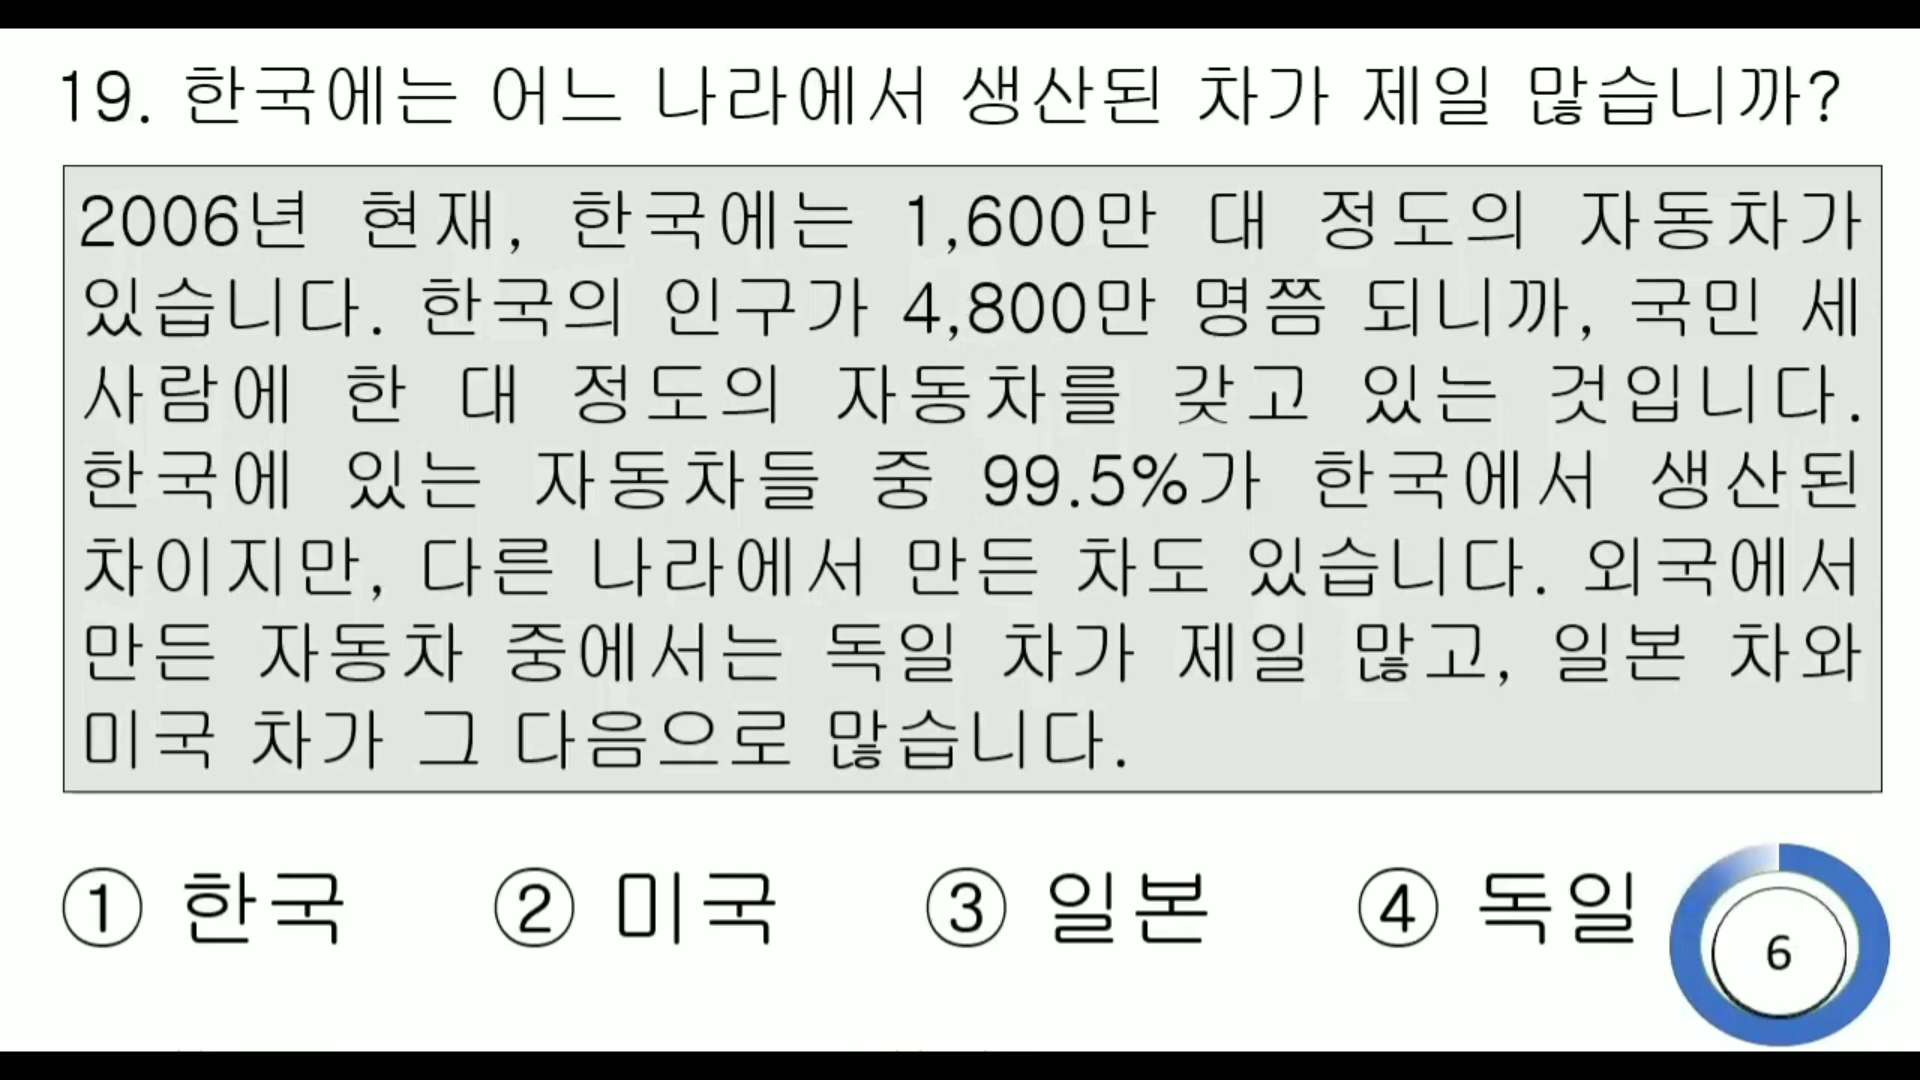 19. 한국에는 어느 나라에서 생산된 차가 제일 많습니까?
2006년 현재, 한국에는 1,600만 대 정도의 자동차가
있습니다. 한국의 인구가 4,800만 명쯤 되니까, 국민 세
사람에 한 대 정도의 자동차를 갖고 있는 것입니다.
한국에 있는 자동차들 중 99.5%가 한국에서 생산된
차이지만, 다른 나라에서 만든 차도 있습니다. 외국에서
만든 자동차 중에서는 독일 차가 제일 많고, 일본 차와
미국 차가 그 다음으로 많습니다.
① 한국 ② 미국 ③ 일본 ④ 독일
6